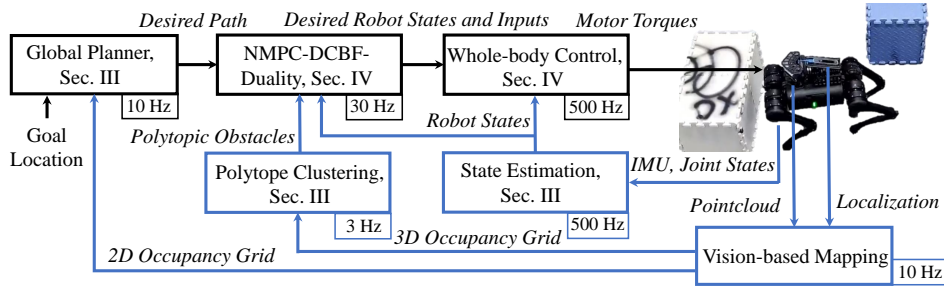 Desired Path
Desired Robot States and Inputs
Motor Torques
Global Planner,
Sec. III
10 Hz
NMPC-DCBF-
Duality, Sec. IV
30 Hz
Whole-body Control,
Sec. IV
500 Hz
Goal
Location
Polytopic Obstacles
Robot States
IMU, Joint States
Polytope Clustering,
Sec. III
3 Hz
State Estimation,
Sec. III
500 Hz
Pointcloud
Localization
2D Occupancy Grid
3D Occupancy Grid
Vision-based Mapping
10 Hz